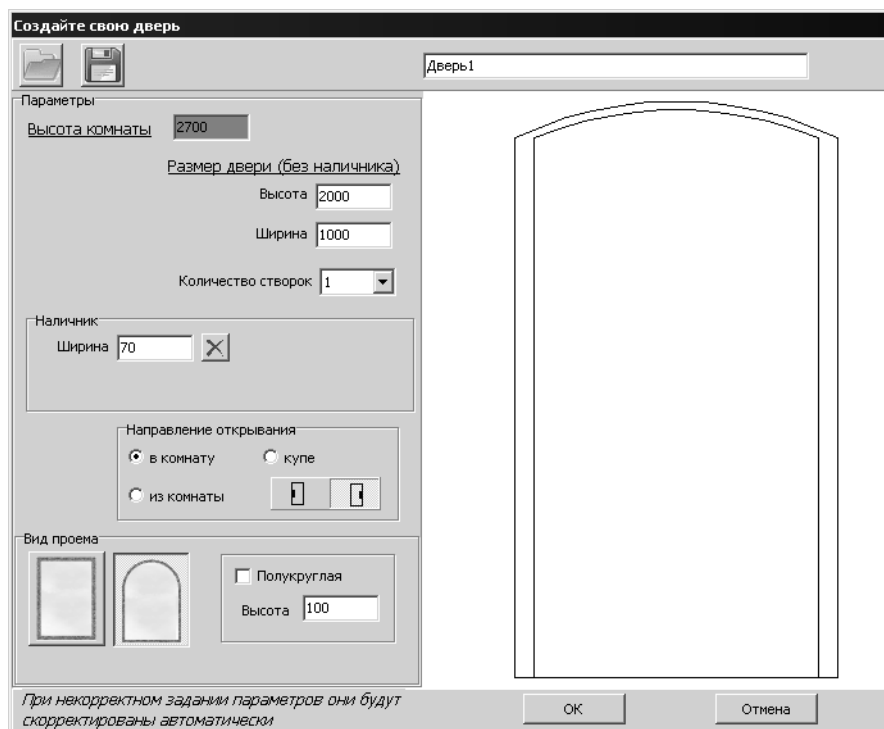 Создайте свою дверь
Дверь1
Параметры
Высота комнаты 2700
Размер двери (без наличника)
Высота 2000
Ширина 1000
Количество створок 1
Наличник
Ширина 70
Направление открывания
в комнату купе
из комнаты
Вид проема
Полукруглая
Высота 100
При некорректном задании параметров они будут
скорректированы автоматически
ОК Отмена